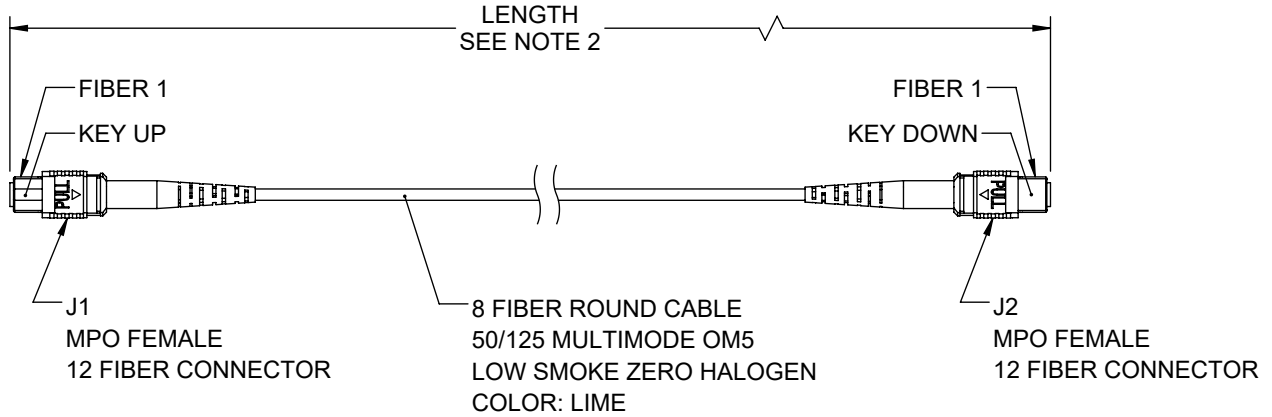 LENGTH
SEE NOTE 2
FIBER 1
FIBER 1
KEY UP
KEY DOWN
PULL
PULL
J1
MPO FEMALE
12 FIBER CONNECTOR
8 FIBER ROUND CABLE
50/125 MULTIMODE OM5
LOW SMOKE ZERO HALOGEN
COLOR: LIME
J2
MPO FEMALE
12 FIBER CONNECTOR